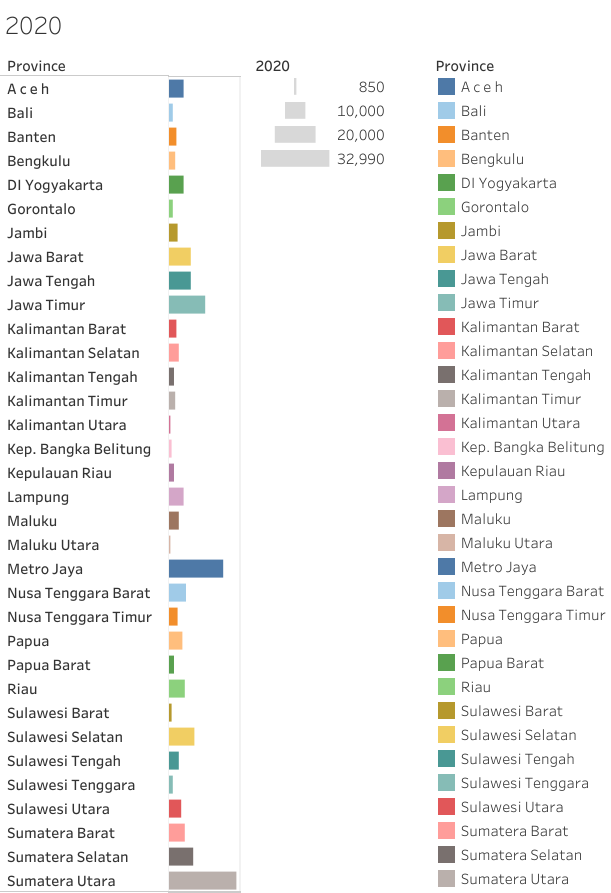 2020
Province
A c e h
Bali
Banten
Bengkulu
DI Yogyakarta
Gorontalo
Jambi
Jawa Barat
Jawa Tengah
Jawa Timur
Kalimantan Barat
Kalimantan Selatan
Kalimantan Tengah
Kalimantan Timur
Kalimantan Utara
Kep. Bangka Belitung
Kepulauan Riau
Lampung
Maluku
Maluku Utara
Metro Jaya
Nusa Tenggara Barat
Nusa Tenggara Timur
Papua
Papua Barat
Riau
Sulawesi Barat
Sulawesi Selatan
Sulawesi Tengah
Sulawesi Tenggara
Sulawesi Utara
Sumatera Barat
Sumatera Selatan
Sumatera Utara
2020
850
10,000
20,000
32,990
Province
A c e h
Bali
Banten
Bengkulu
DI Yogyakarta
Gorontalo
Jambi
Jawa Barat
Jawa Tengah
Jawa Timur
Kalimantan Barat
Kalimantan Selatan
Kalimantan Tengah
Kalimantan Timur
Kalimantan Utara
Kep. Bangka Belitung
Kepulauan Riau
Lampung
Maluku
Maluku Utara
Metro Jaya
Nusa Tenggara Barat
Nusa Tenggara Timur
Papua
Papua Barat
Riau
Sulawesi Barat
Sulawesi Selatan
Sulawesi Tengah
Sulawesi Tenggara
Sulawesi Utara
Sumatera Barat
Sumatera Selatan
Sumatera Utara